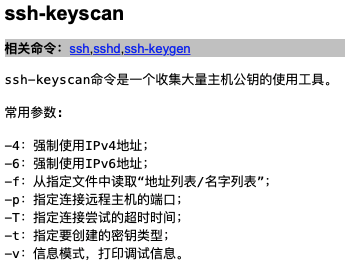 ssh-keyscan
相关命令：ssh,sshd,ssh-keygen
ssh-keyscan命令是一个收集大量主机公钥的使用工具。
常用参数：
-4：强制使用IPv4地址；
-6：强制使用IPv6地址；
-f：从指定文件中读取“地址列表/名字列表”；
-p：指定连接远程主机的端口；
-T：指定连接尝试的超时时间；
-t：指定要创建的密钥类型；
-v：信息模式，打印调试信息。